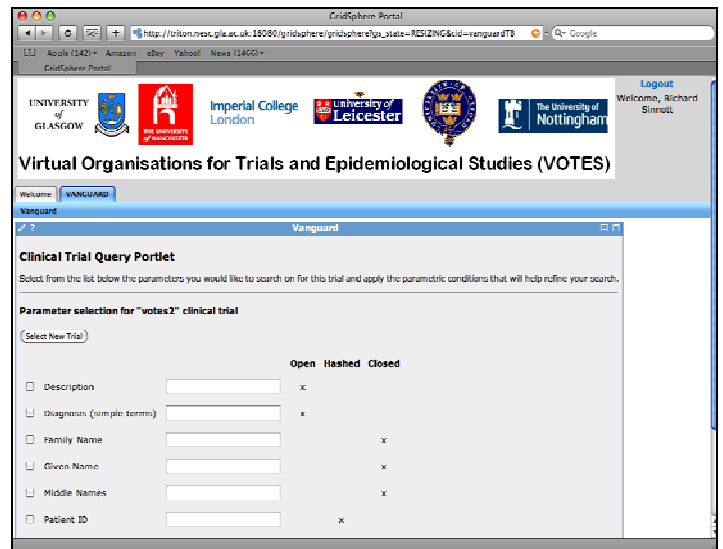 GridSphere Portal
http://triton.nesc.gla.ac.uk:18080/gridsphere/gridsphere?gs_state=RESIZING&cid=vanguardTB
Q- Google
Apple (142) Amazon eBay Yahoo! News (1466)
GridSphere Portal
Logout
Welcome, Richard Sinnott
UNIVERSITY of GLASGOW
THE UNIVERSITY of MANCHESTER
Imperial College London
University of Leicester
The University of Nottingham
Virtual Organisations for Trials and Epidemiological Studies (VOTES)
Welcome VANGUARD
Vanguard
? Vanguard
Clinical Trial Query Portlet
Select from the list below the parameters you would like to search on for this trial and apply the parametric conditions that will help refine your search.
Parameter selection for "votes2" clinical trial
Select New Trial
Open Hashed Closed
Description x
Diagnosis (simple terms) x
Family Name x
Given Name x
Middle Names x
Patient ID x